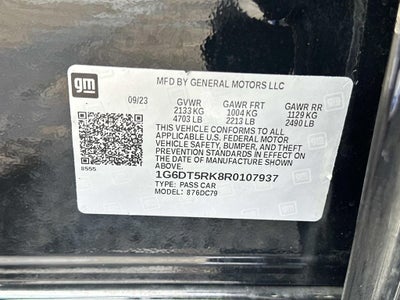 gm
MFD BY GENERAL MOTORS LLC
09/23 GVWR GAWR FRT GAWR RR
2133 KG 1004 KG 1129 KG
4703 LB 2213 LB 2490 LB
THIS VEHICLE CONFORMS TO ALL
APPLICABLE U.S. FEDERAL MOTOR
VEHICLE SAFETY, BUMPER, AND THEFT
PREVENTION STANDARDS IN EFFECT ON
THE DATE OF MANUFACTURE SHOWN
ABOVE.
1G6DT5RK8R0107937
TYPE: PASS CAR
MODEL: 876DC79